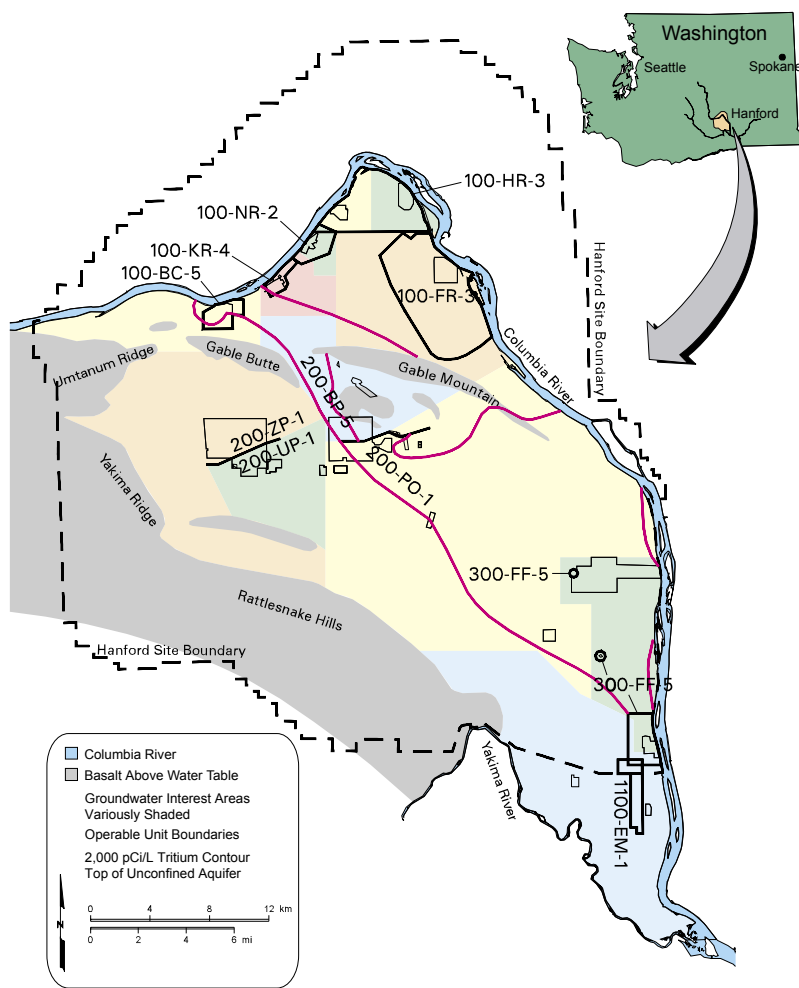 Washington
Seattle
Spokane
Hanford
100-HR-3
100-NR-2
100-KR-4
100-BC-5
100-FR-3
Hanford Site Boundary
Columbia River
Umtanum Ridge
Gable Butte
Gable Mountain
200-BP-5
200-ZP-1
200-UP-1
200-PO-1
Yakima Ridge
300-FF-5
Rattlesnake Hills
Hanford Site Boundary
300-FF-5
Yakima River
1100-EM-1
Columbia River
Basalt Above Water Table
Groundwater Interest Areas
Variously Shaded
Operable Unit Boundaries
2,000 pCi/L Tritium Contour
Top of Unconfined Aquifer
N
0 4 8 12 km
0 2 4 6 mi